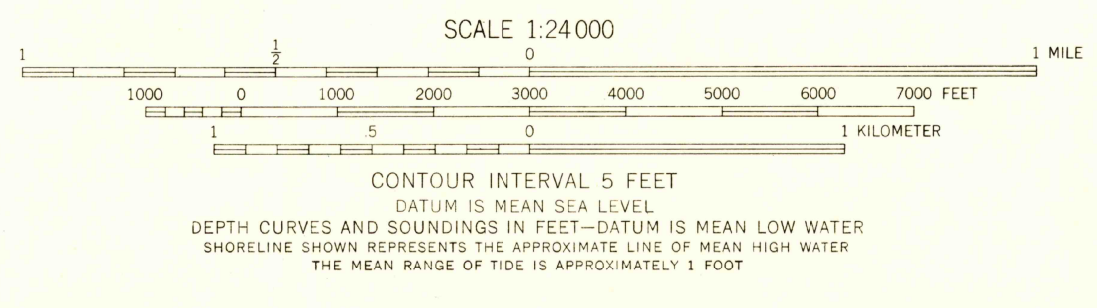 SCALE 1:24 000
1 ½ 0 1 MILE
1000 0 1000 2000 3000 4000 5000 6000 7000 FEET
1 .5 0 1 KILOMETER
CONTOUR INTERVAL 5 FEET
DATUM IS MEAN SEA LEVEL
DEPTH CURVES AND SOUNDINGS IN FEET—DATUM IS MEAN LOW WATER
SHORELINE SHOWN REPRESENTS THE APPROXIMATE LINE OF MEAN HIGH WATER
THE MEAN RANGE OF TIDE IS APPROXIMATELY 1 FOOT